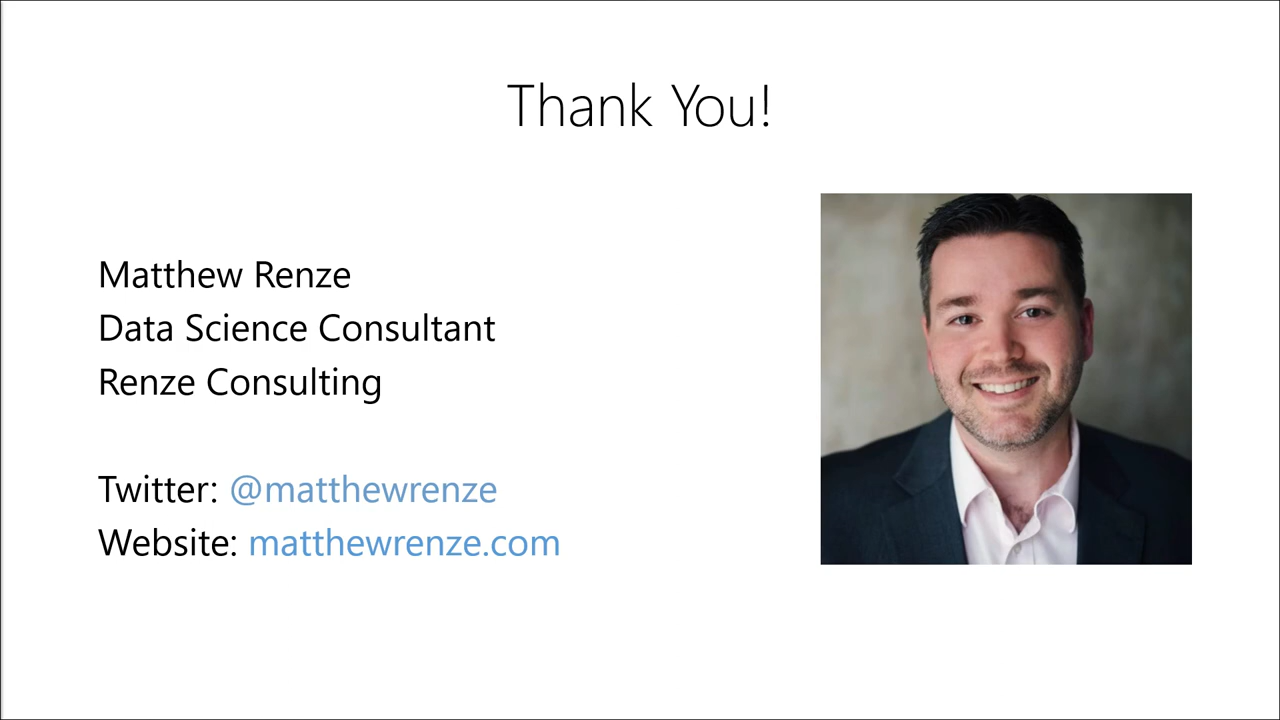 Thank You!
Matthew Renze
Data Science Consultant
Renze Consulting
Twitter: @matthewrenze
Website: matthewrenze.com